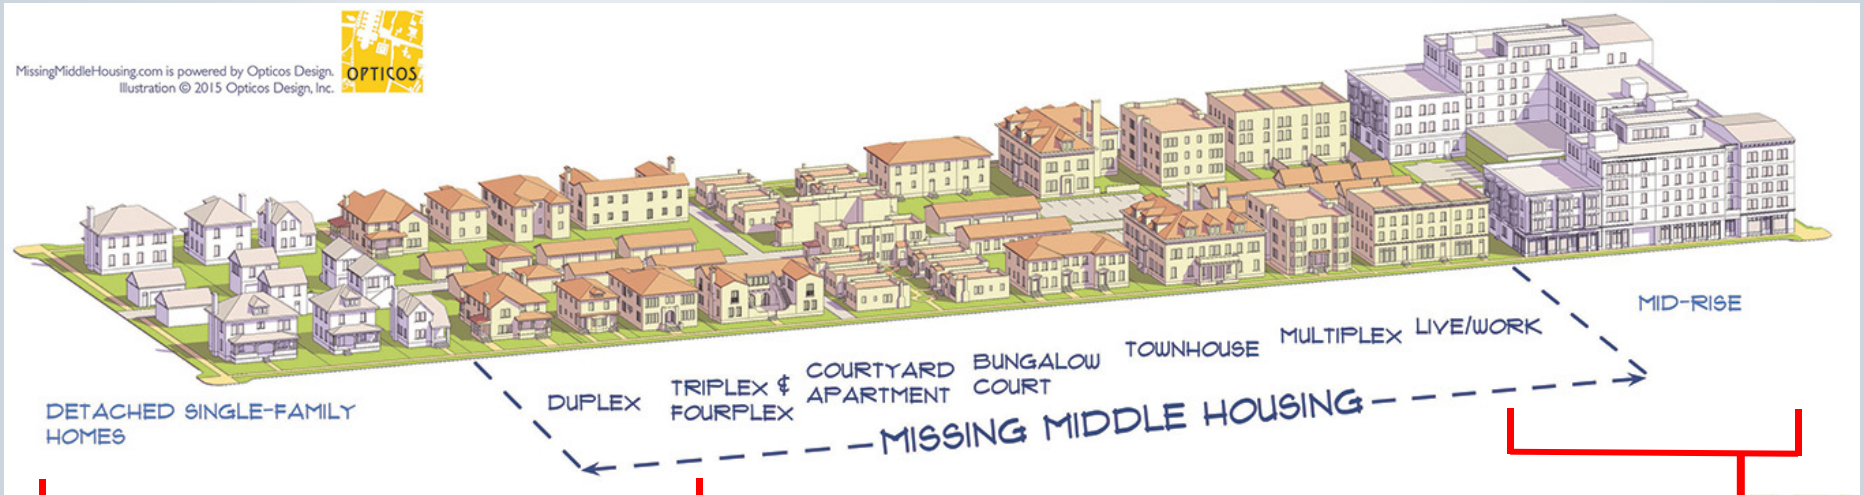 MissingMiddleHousing.com is powered by Opticos Design.
Illustration © 2015 Opticos Design, Inc.
OPTICOS
DETACHED SINGLE-FAMILY
HOMES
DUPLEX
TRIPLEX &
FOURPLEX
COURTYARD
APARTMENT
BUNGALOW
COURT
TOWNHOUSE
MULTIPLEX
LIVE/WORK
MID-RISE
MISSING MIDDLE HOUSING